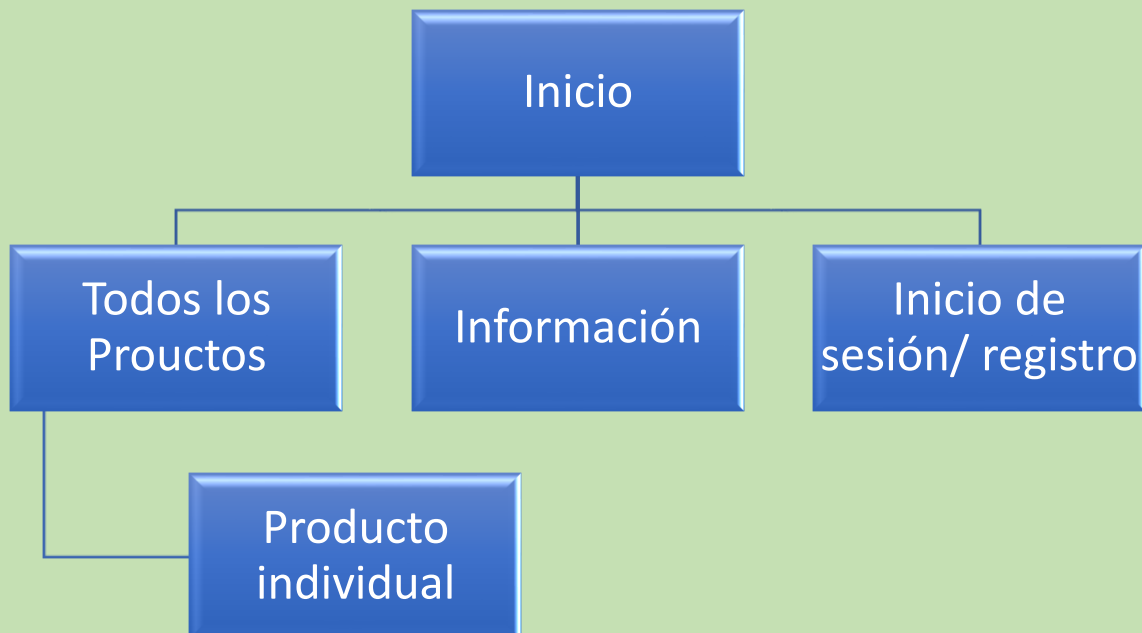 Inicio
Todos los
Prouctos
Información
Inicio de
sesión/ registro
Producto
individual